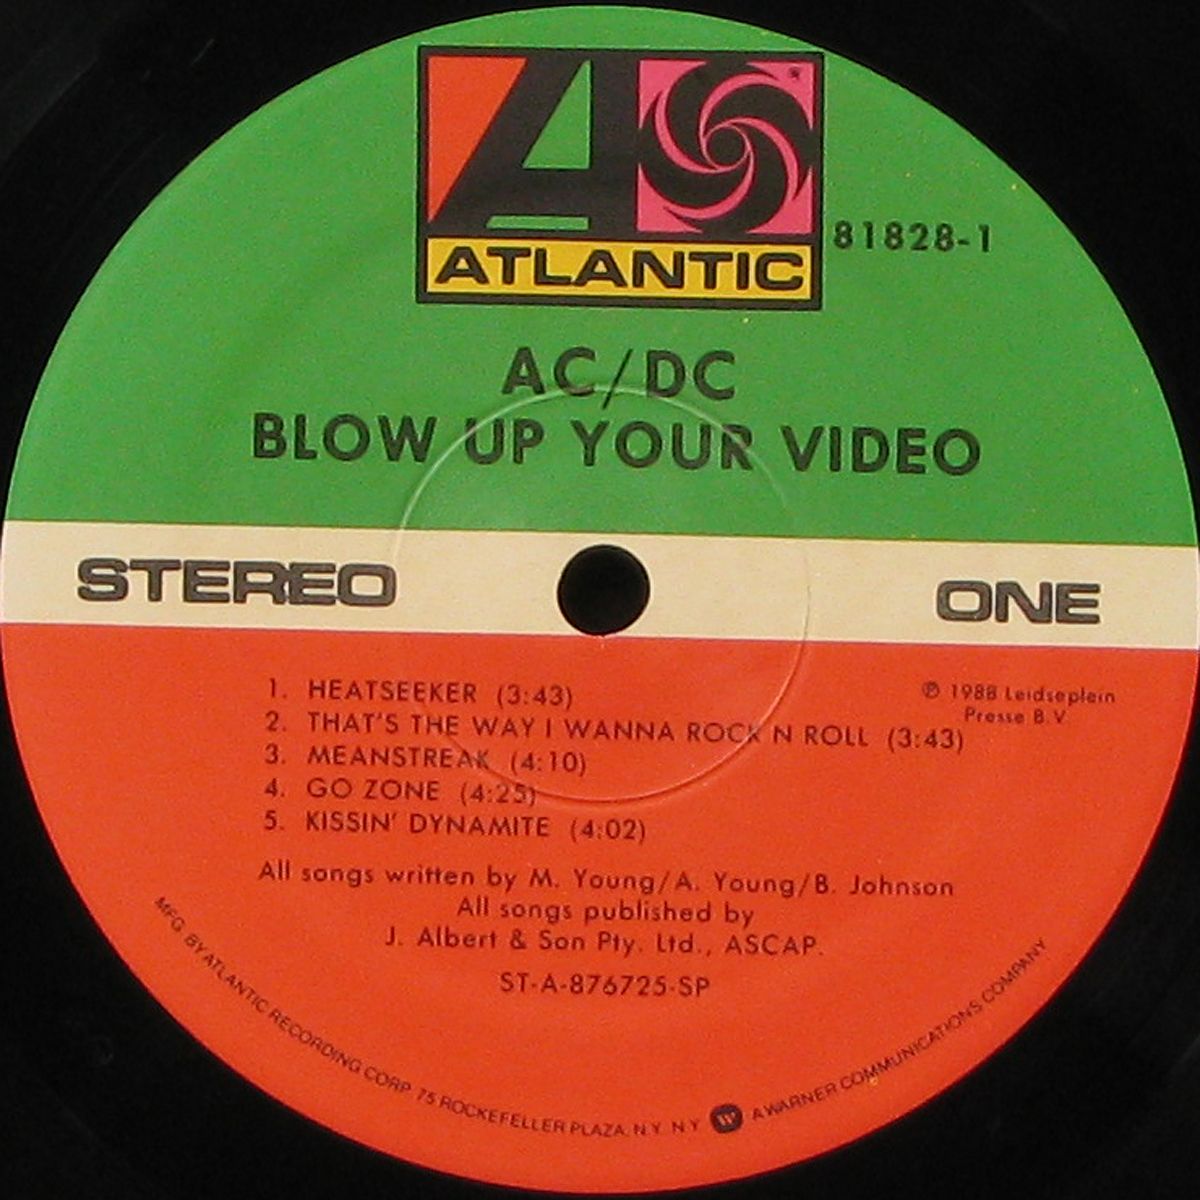 ATLANTIC
81828-1
AC/DC
BLOW UP YOUR VIDEO
STEREO
ONE
1. HEATSEEKER (3:43)
2. THAT'S THE WAY I WANNA ROCK N ROLL (3:43)
3. MEANSTREAK (4:10)
4. GO ZONE (4:25)
5. KISSIN' DYNAMITE (4:02)
℗ 1988 Leidseplein
Presse B.V.
All songs written by M. Young/A. Young/B. Johnson
All songs published by
J. Albert & Son Pty. Ltd., ASCAP.
ST-A-876725-SP
MFG. BY ATLANTIC RECORDING CORP. 75 ROCKEFELLER PLAZA, N.Y. N.Y. W A WARNER COMMUNICATIONS COMPANY